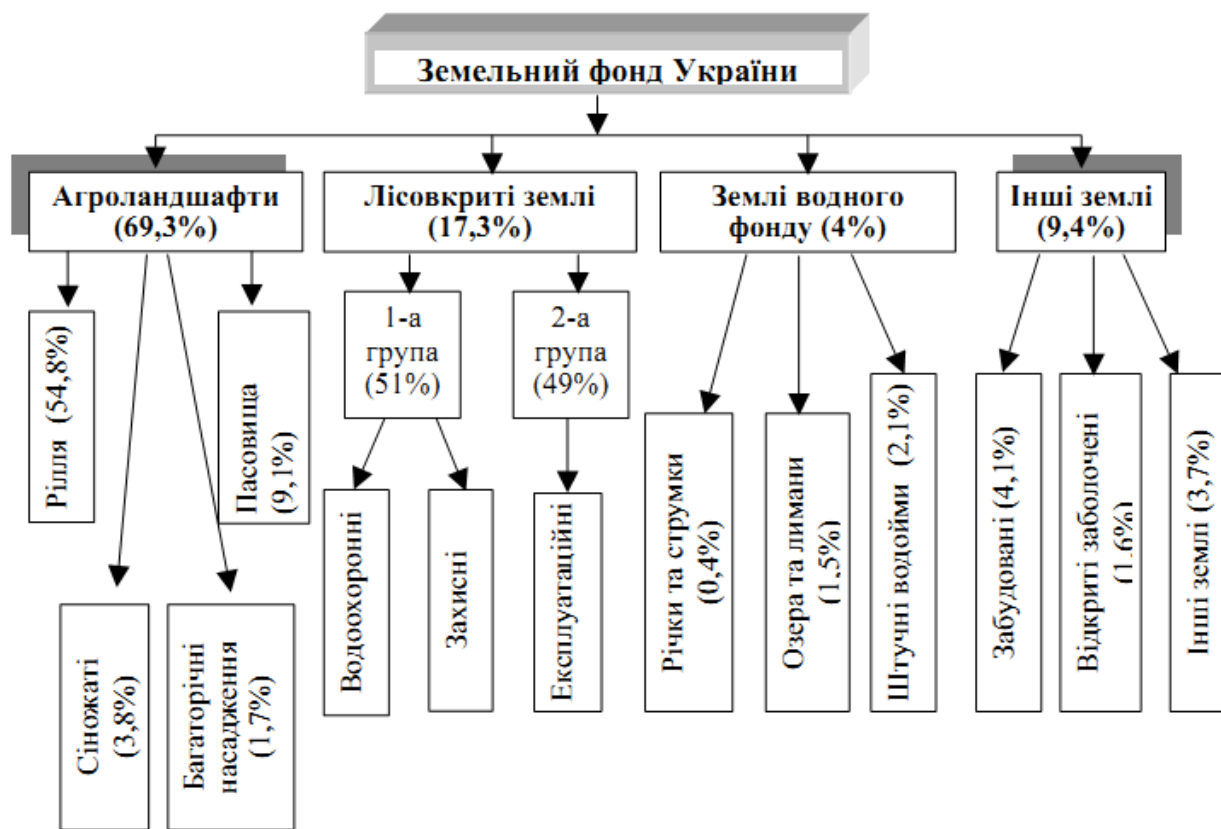 Земельний фонд України
Агроландшафти
(69,3%)
Лісовкриті землі
(17,3%)
Землі водного
фонду (4%)
Інші землі
(9,4%)
Рілля (54,8%)
Пасовища
(9,1%)
1-а
група
(51%)
2-а
група
(49%)
Сіножаті
(3,8%)
Багаторічні
насадження
(1,7%)
Водоохоронні
Захисні
Експлуатаційні
Річки та струмки
(0,4%)
Озера та лимани
(1,5%)
Штучні водойми (2,1%)
Забудовані (4,1%)
Відкриті заболочені
(1.6%)
Інші землі (3,7%)